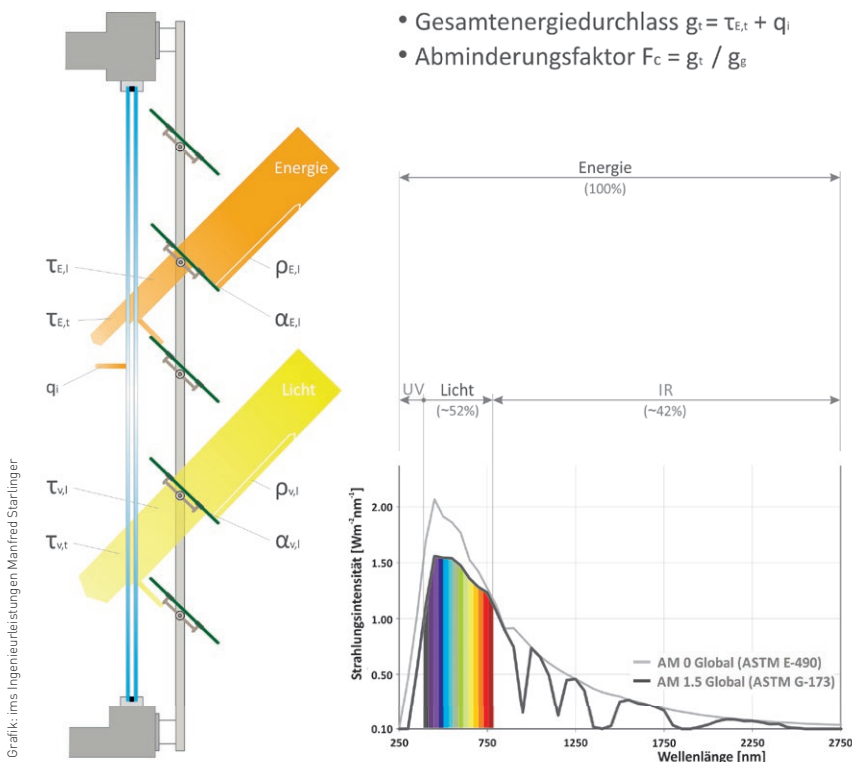 • Gesamtenergiedurchlass gₜ = τE,t + qi
• Abminderungsfaktor Fc = gt / gg
Energie
τE,l
ρE,l
τE,t
αE,l
qi
Licht
τv,l
ρv,l
τv,t
αv,l
Energie
(100%)
UV
Licht
IR
(~52%)
(~42%)
Strahlungsintensität [Wm⁻²nm⁻¹]
2.00
1.50
1.00
0.50
0.10
AM 0 Global (ASTM E-490)
AM 1.5 Global (ASTM G-173)
250
750
1250
1750
2250
2750
Wellenlänge [nm]
Grafik: ims Ingenieurleistungen Manfred Starlinger